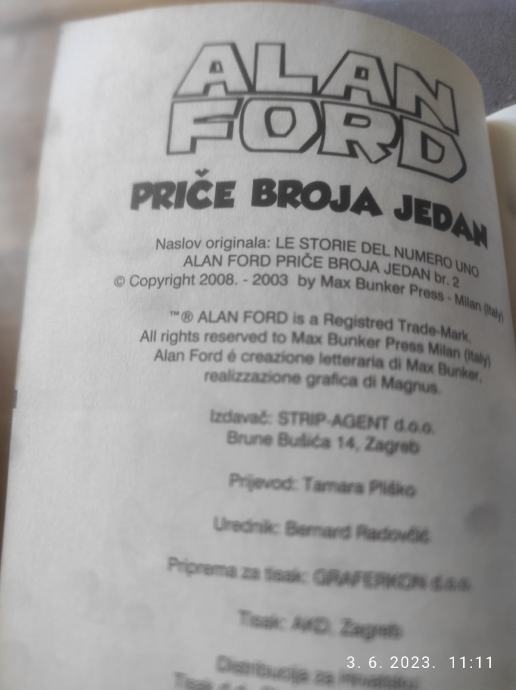 ALAN
FORD
PRIČE BROJA JEDAN
Naslov originala: LE STORIE DEL NUMERO UNO
ALAN FORD PRIČE BROJA JEDAN br. 2
© Copyright 2008. - 2003 by Max Bunker Press - Milan (Italy)
™® ALAN FORD is a Registred Trade-Mark.
All rights reserved to Max Bunker Press Milan (Italy)
Alan Ford é creazione letteraria di Max Bunker,
realizzazione grafica di Magnus.
Izdavač: STRIP-AGENT d.o.o.
Brune Bušića 14, Zagreb
Prijevod: Tamara Pliško
Urednik: Bernard Radovčić
Priprema za tisak: GRAFERKON d.o.o.
Tisak: AKD, Zagreb
Distribucija za Hrvatsku:
Tisak d.d.
3. 6. 2023. 11:11